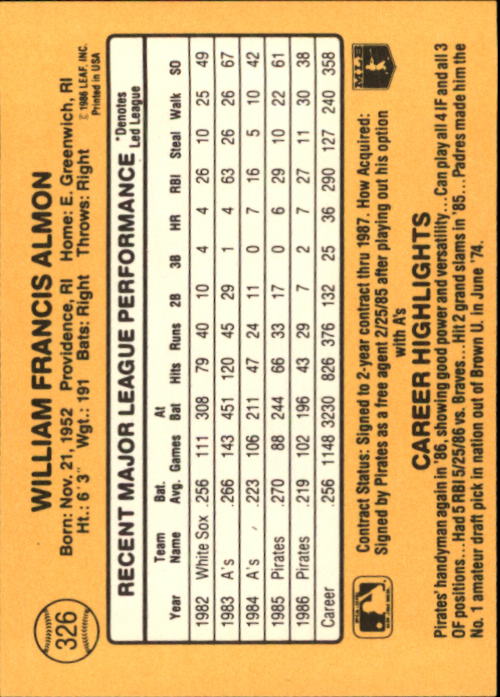 326
WILLIAM FRANCIS ALMON
Born: Nov. 21, 1952 Providence, RI Home: E. Greenwich, RI
Ht.: 6'3" Wgt.: 191 Bats: Right Throws: Right
© 1986 LEAF, INC.
Printed in USA
RECENT MAJOR LEAGUE PERFORMANCE
*Denotes
Led League
Year Team Name Bat. Avg. Games At Bat Hits Runs 2B 3B HR RBI Steal Walk SO
1982 White Sox .256 111 308 79 40 10 4 4 26 10 25 49
1983 A's .266 143 451 120 45 29 1 4 63 26 26 67
1984 A's .223 106 211 47 24 11 0 7 16 5 10 42
1985 Pirates .270 88 244 66 33 17 0 6 29 10 22 61
1986 Pirates .219 102 196 43 29 7 2 7 27 11 30 38
Career .256 1148 3230 826 376 132 25 36 290 127 240 358
Contract Status: Signed to 2-year contract thru 1987. How Acquired:
Signed by Pirates as a free agent 2/25/85 after playing out his option
with A's
MLB
CAREER HIGHLIGHTS
Pirates' handyman again in '86, showing good power and versatility...Can play all 4 IF and all 3
OF positions...Had 5 RBI 5/25/86 vs. Braves...Hit 2 grand slams in '85...Padres made him the
No. 1 amateur draft pick in nation out of Brown U. in June '74.